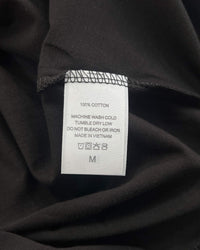 100% COTTON
MACHINE WASH COLD
TUMBLE DRY LOW
DO NOT BLEACH OR IRON
MADE IN VIETNAM
M